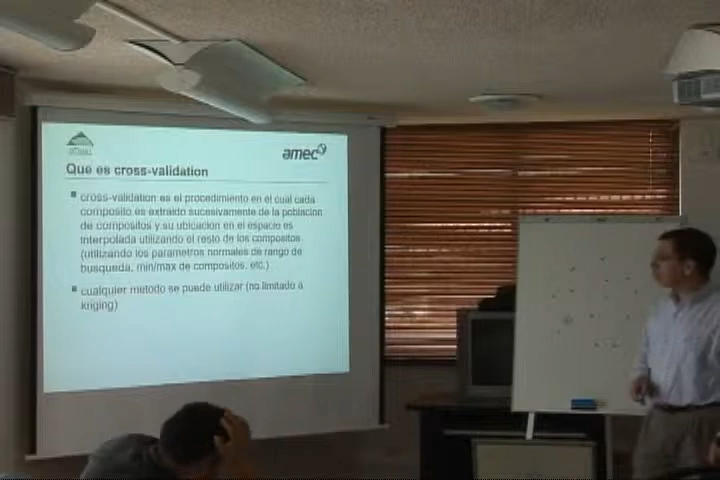 amec
Que es cross-validation
cross-validation es el procedimiento en el cual cada
composito es extraido sucesivamente de la poblacion
de compositos y su ubicacion en el espacio es
interpolada utilizando el resto de los compositos
(utilizando los parametros normales de rango de
busqueda, min/max de compositos, etc.)
cualquier metodo se puede utilizar (no limitado a
kriging)